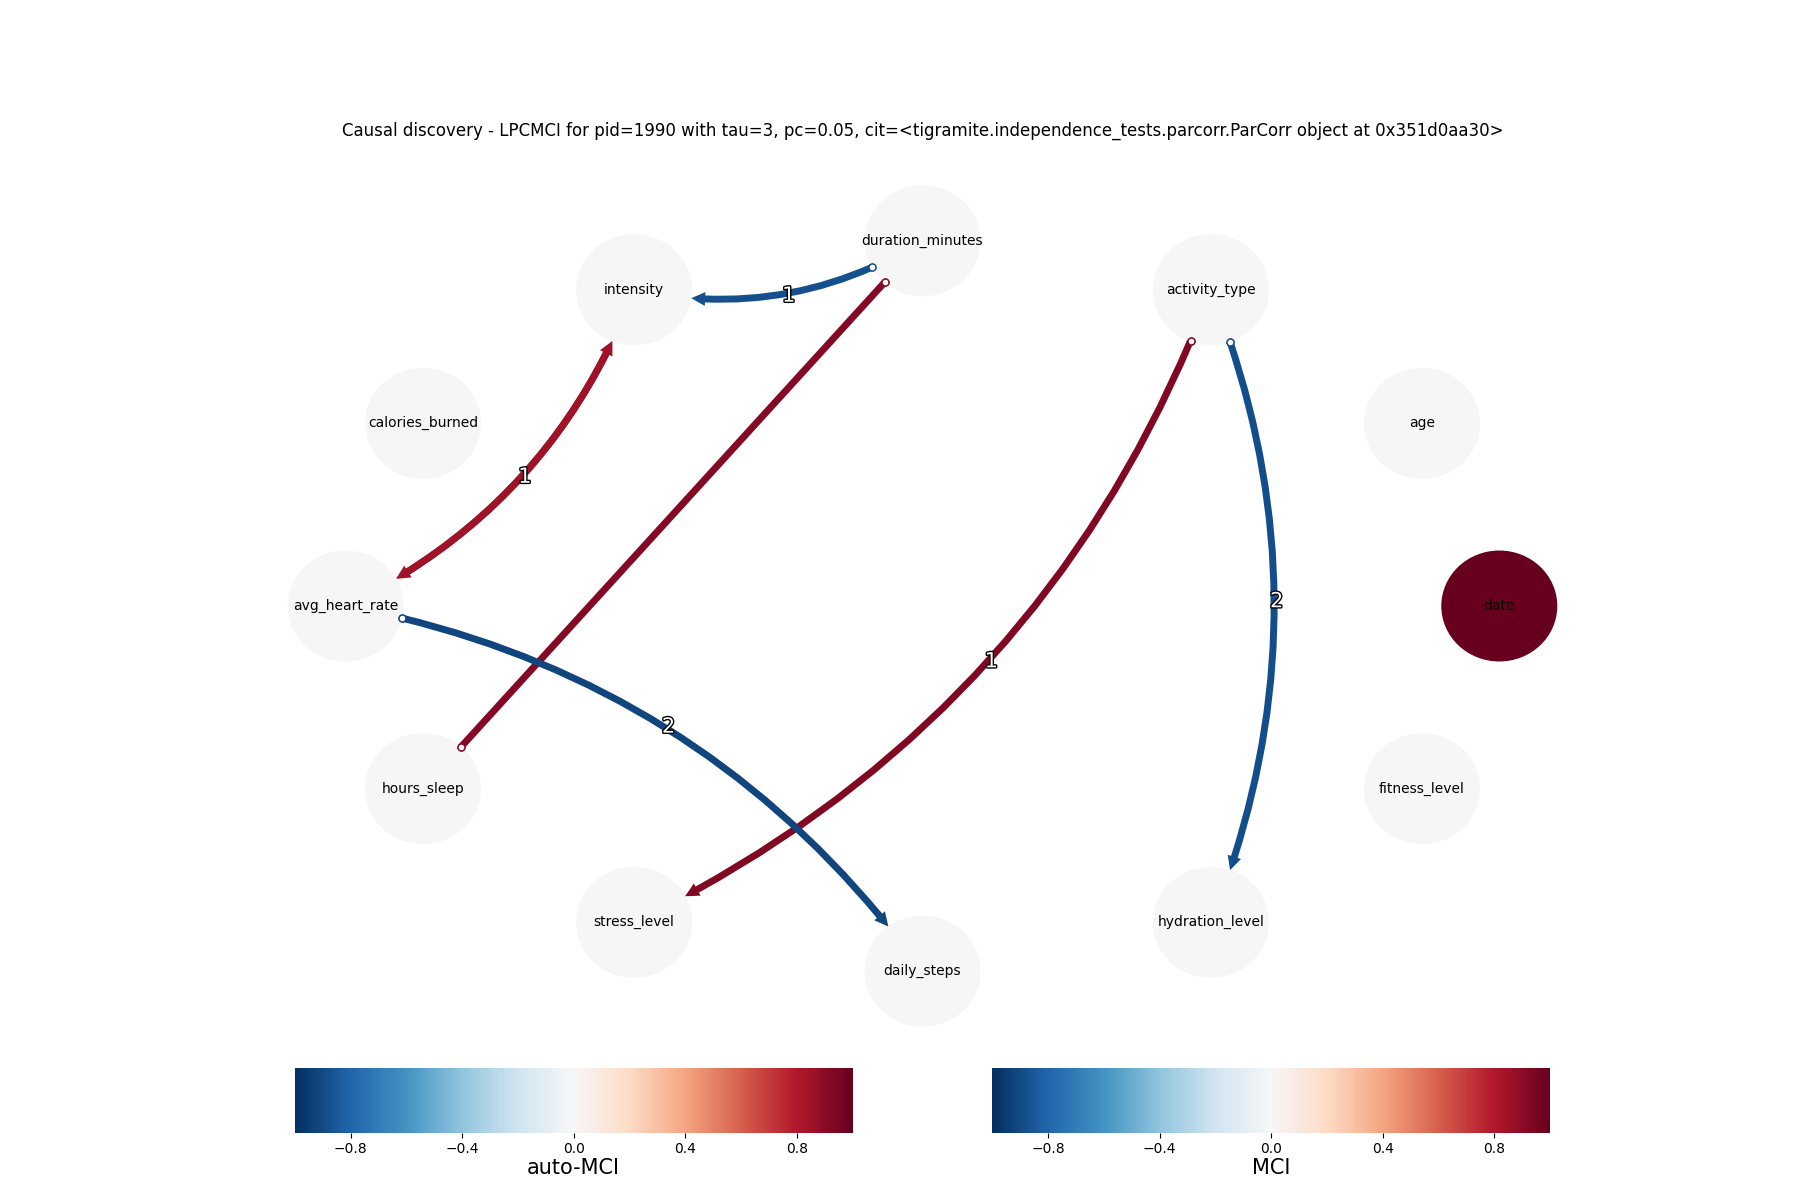 Causal discovery - LPCMCI for pid=1990 with tau=3, pc=0.05, cit=<tigramite.independence_tests.parcorr.ParCorr object at 0x351d0aa30>
duration_minutes
intensity
activity_type
1
calories_burned
age
1
avg_heart_rate
2
date
1
2
hours_sleep
fitness_level
stress_level
hydration_level
daily_steps
−0.8 −0.4 0.0 0.4 0.8
auto-MCI
−0.8 −0.4 0.0 0.4 0.8
MCI